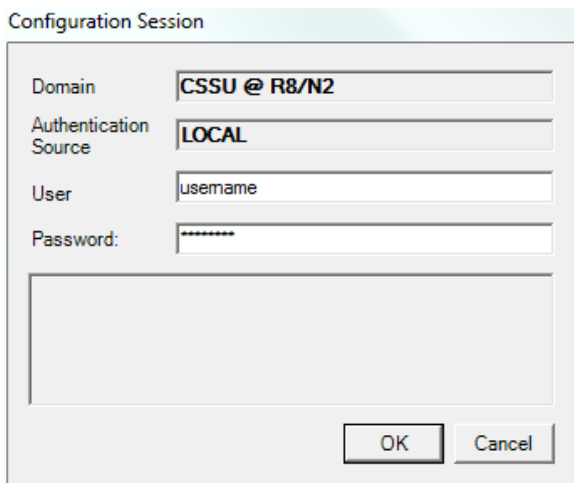 Configuration Session
Domain
CSSU @ R8/N2
Authentication
Source
LOCAL
User
username
Password:
********
OK
Cancel